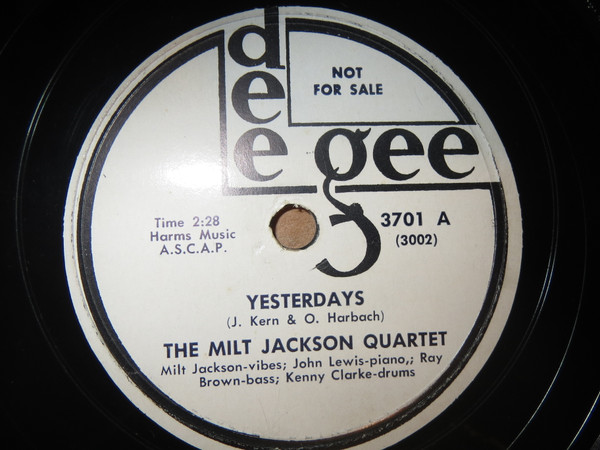 dee gee
NOT
FOR SALE
Time 2:28
Harms Music
A.S.C.A.P.
3701 A
(3002)
YESTERDAYS
(J. Kern & O. Harbach)
THE MILT JACKSON QUARTET
Milt Jackson-vibes; John Lewis-piano,; Ray
Brown-bass; Kenny Clarke-drums